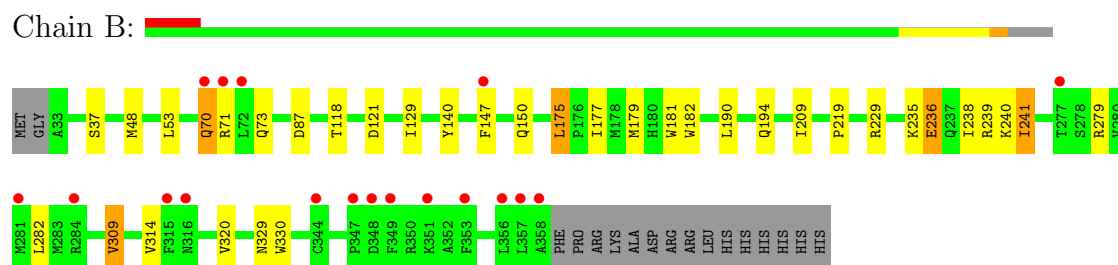 Chain B:
MET GLY A33 S37 M48 L53 Q70 R71 L72 Q73 D87 T118 D121 I129 Y140 F147 Q150 L175 P176 I177 M178 M179 H180 W181 W182 L190 Q194 I209 P219 R229 K235 E236 Q237 I238 R239 K240 I241 T277 S278 R279
M281 L282 M283 R284 V309 V314 F315 N316 V320 N329 W330 C344 P347 D348 F349 R350 K351 A352 F353 L356 L357 A358 PHE PRO ARG LYS ALA ASP ARG ARG LEU HIS HIS HIS HIS HIS HIS